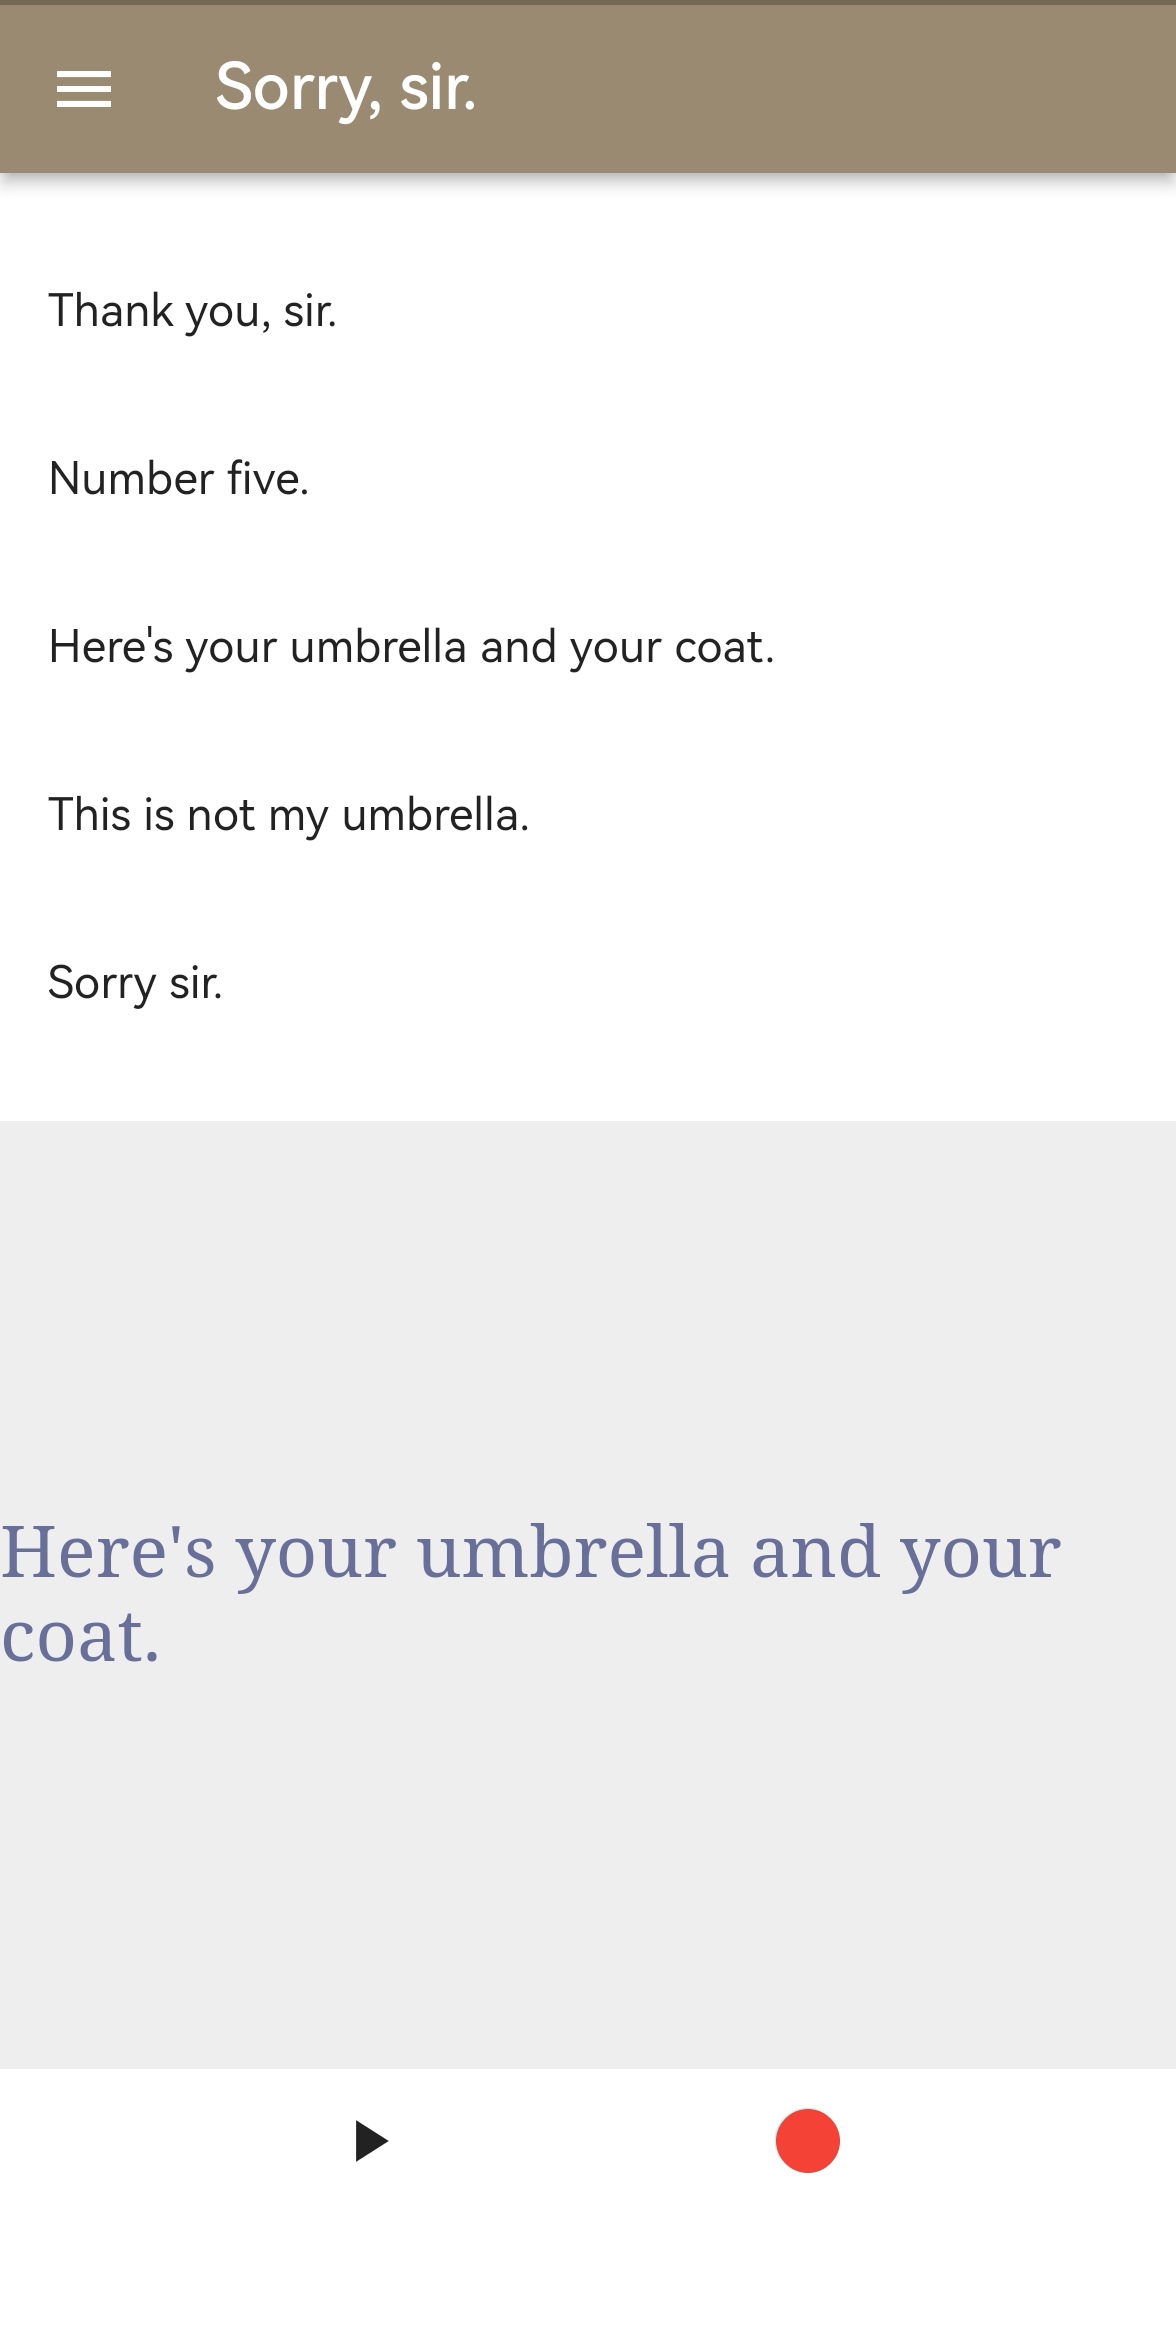 Sorry, sir.
Thank you, sir.
Number five.
Here's your umbrella and your coat.
This is not my umbrella.
Sorry sir.
Here's your umbrella and your
coat.